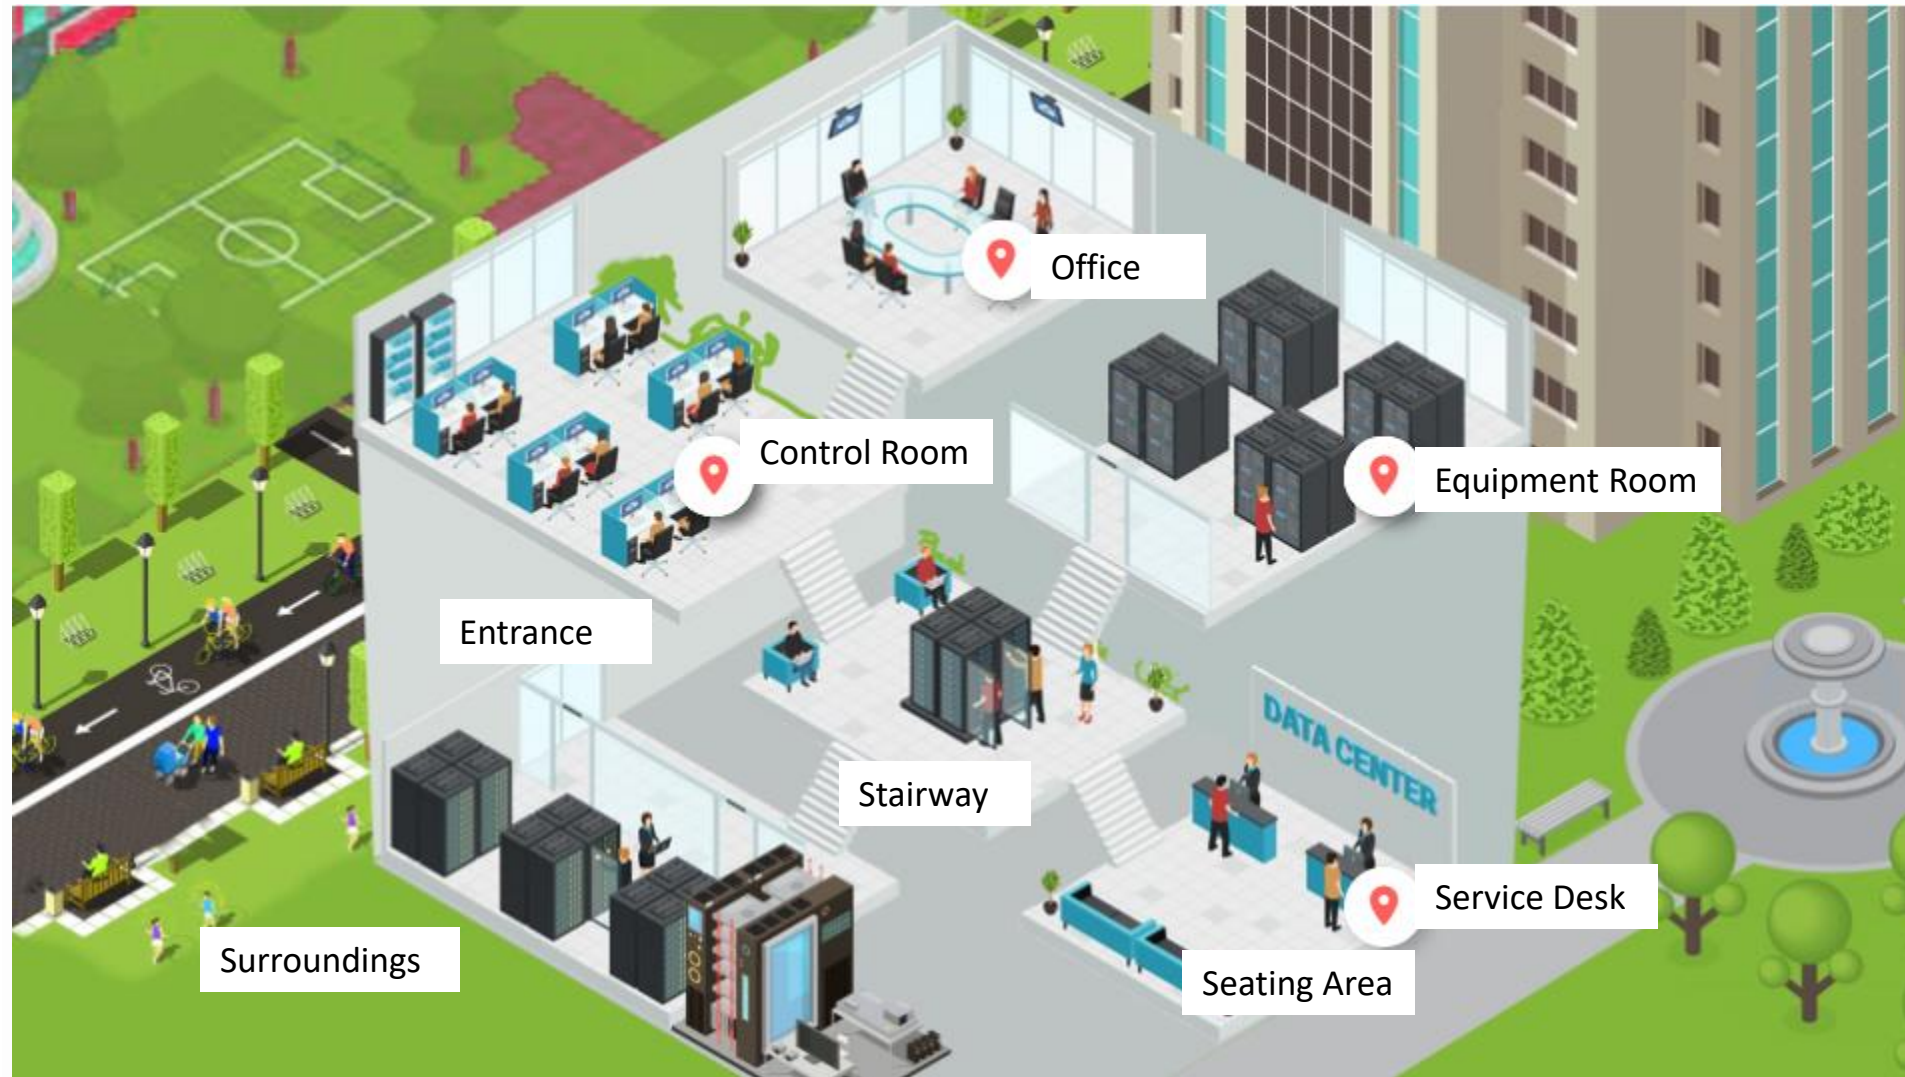 Office
Control Room
Equipment Room
Entrance
DATA CENTER
Stairway
Service Desk
Surroundings
Seating Area